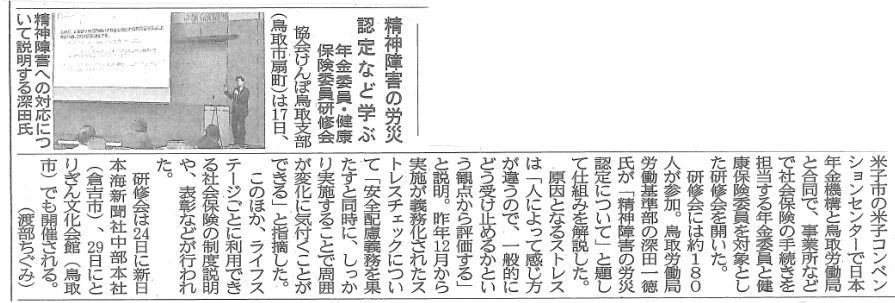 精神障害の労災
認定など学ぶ
年金委員・健康
保険委員研修会
協会けんぽ鳥取支部
(鳥取市扇町)は17日、
米子市の米子コンベン
ションセンターで日本
年金機構と鳥取労働局
と合同で、事業所など
で社会保険の手続きを
担当する年金委員と健
康保険委員を対象とし
た研修会を開いた。
研修会には約180
人が参加。鳥取労働局
労働基準部の深田一徳
氏が「精神障害の労災
認定について」と題し
て仕組みを解説した。
原因となるストレス
は「人によって感じ方
が違うので、一般的に
どう受け止めるかとい
う観点から評価する」
と説明。昨年12月から
実施が義務化されたス
トレスチェックについ
て「安全配慮義務を果
たすと同時に、しっか
り実施することで周囲
が変化に気付くことが
できる」と指摘した。
このほか、ライフス
テージごとに利用でき
る社会保険の制度説明
や、表彰などが行われ
た。
研修会は24日に新日
本海新聞社中部本社
(倉吉市)、29日にと
りぎん文化会館(鳥取
市)でも開催される。
(渡部ちぐみ)
精神障害への対応につ
いて説明する深田氏